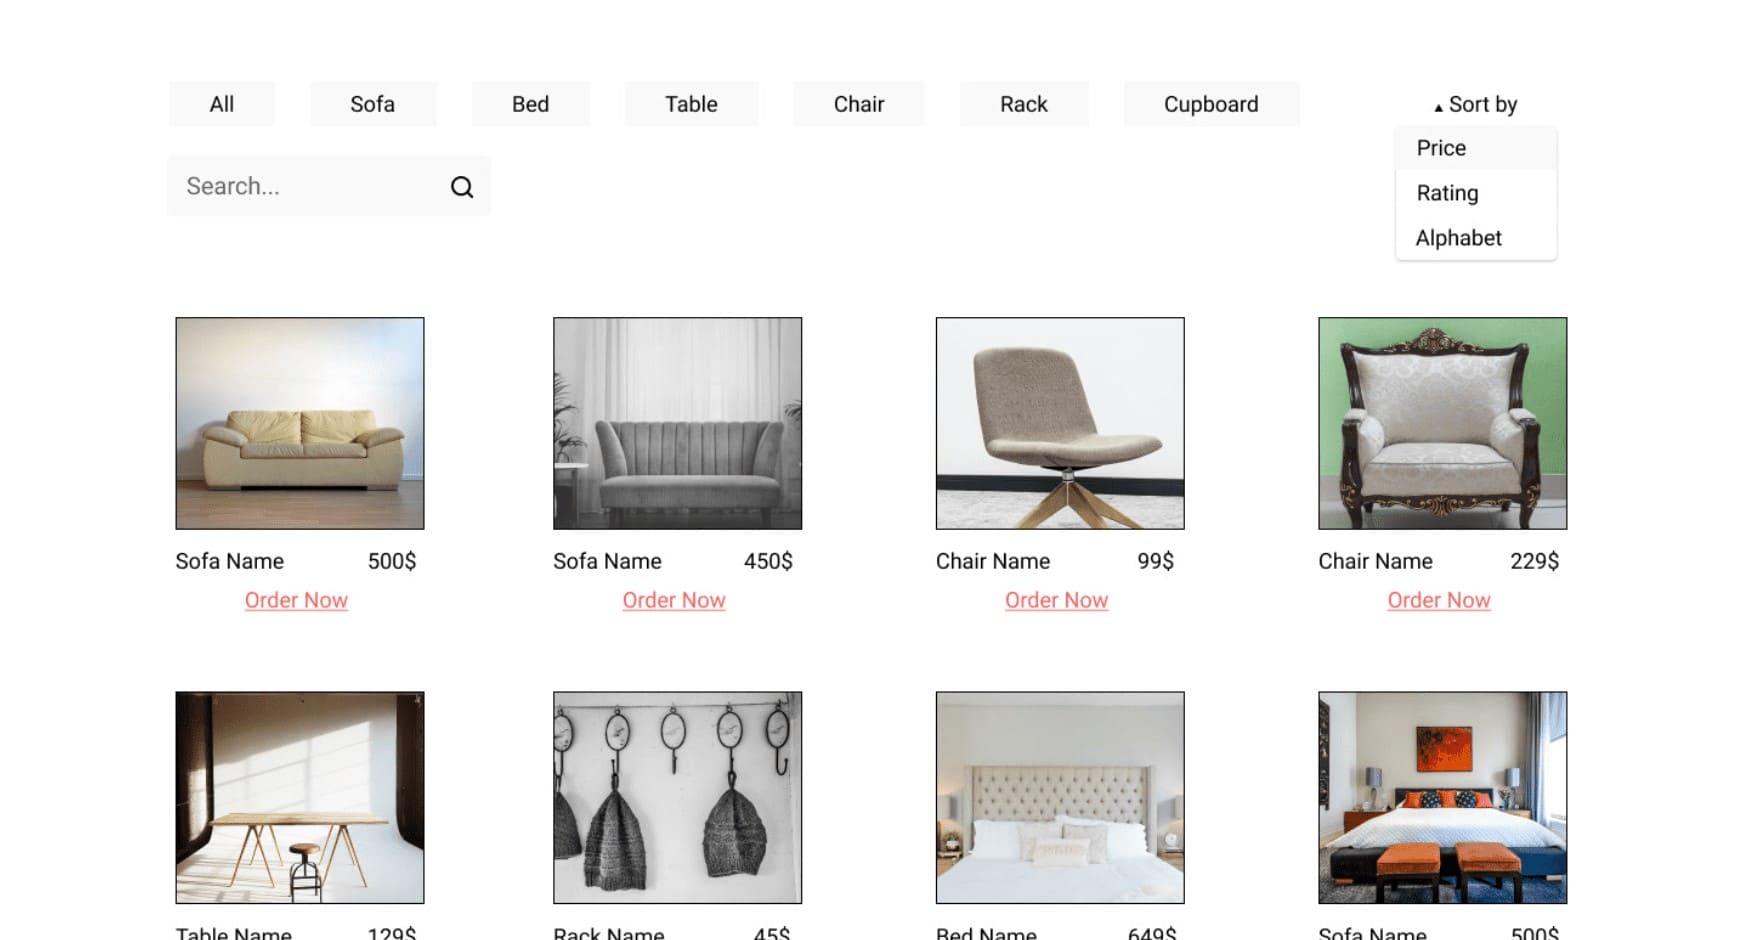 All Sofa Bed Table Chair Rack Cupboard ▲ Sort by
Price
Search...
Rating
Alphabet
Sofa Name 500$ Sofa Name 450$ Chair Name 99$ Chair Name 229$
Order Now Order Now Order Now Order Now
Table Name 129$ Rack Name 45$ Bed Name 649$ Sofa Name 500$